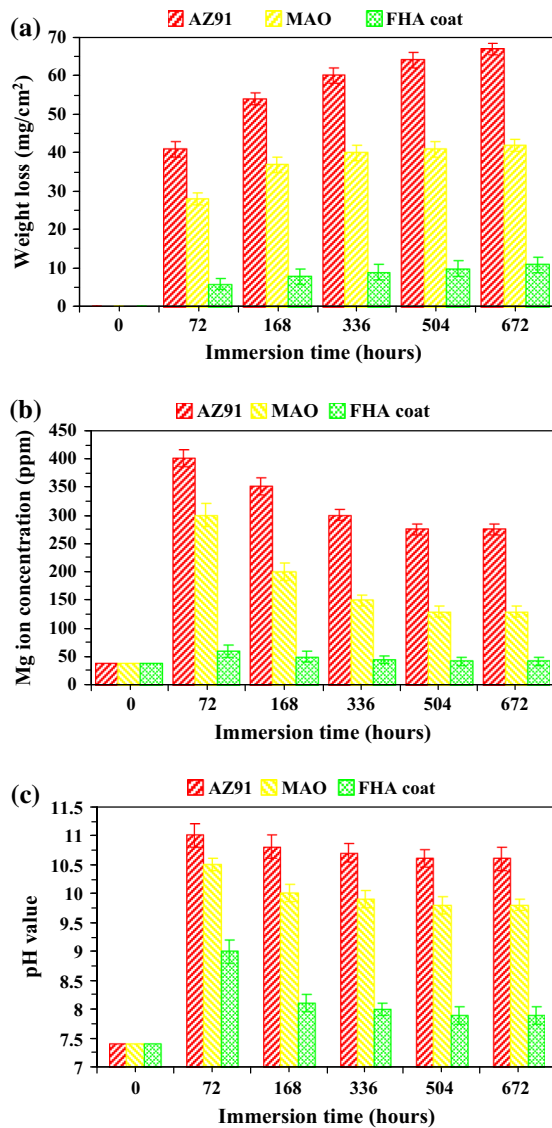 (a)
AZ91 MAO FHA coat
Weight loss (mg/cm²)
70
60
50
40
30
20
10
0
0 72 168 336 504 672
Immersion time (hours)
(b)
AZ91 MAO FHA coat
Mg ion concentration (ppm)
450
400
350
300
250
200
150
100
50
0
0 72 168 336 504 672
Immersion time (hours)
(c)
AZ91 MAO FHA coat
pH value
11.5
11
10.5
10
9.5
9
8.5
8
7.5
7
0 72 168 336 504 672
Immersion time (hours)